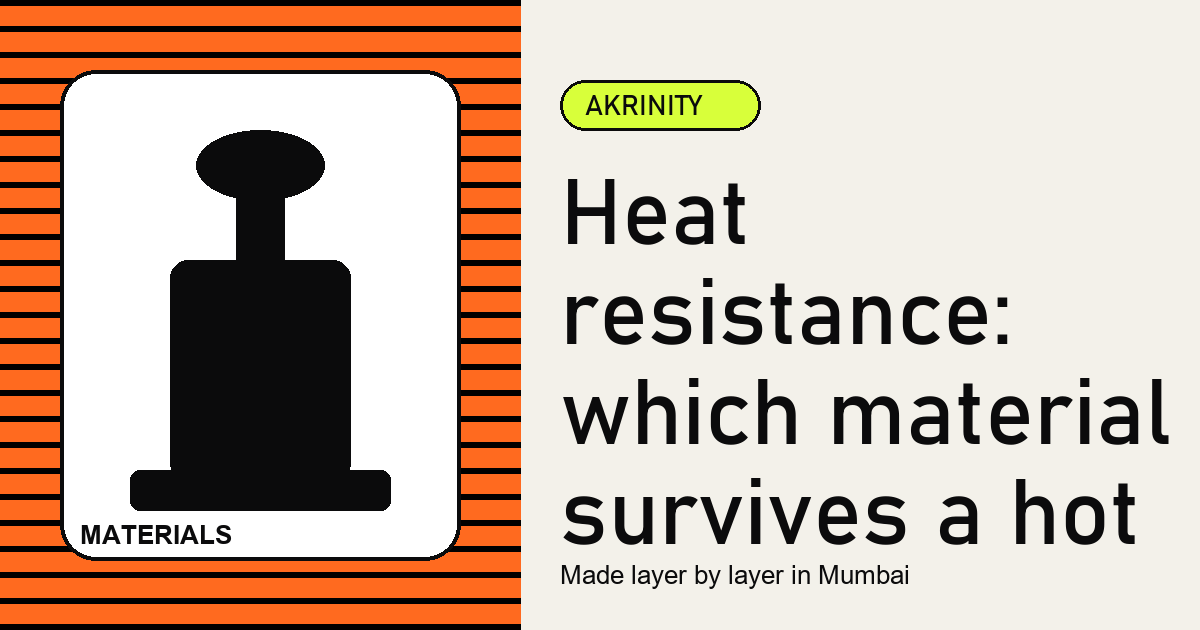 MATERIALS
AKRINITY
Heat
resistance:
which material
survives a hot
Made layer by layer in Mumbai